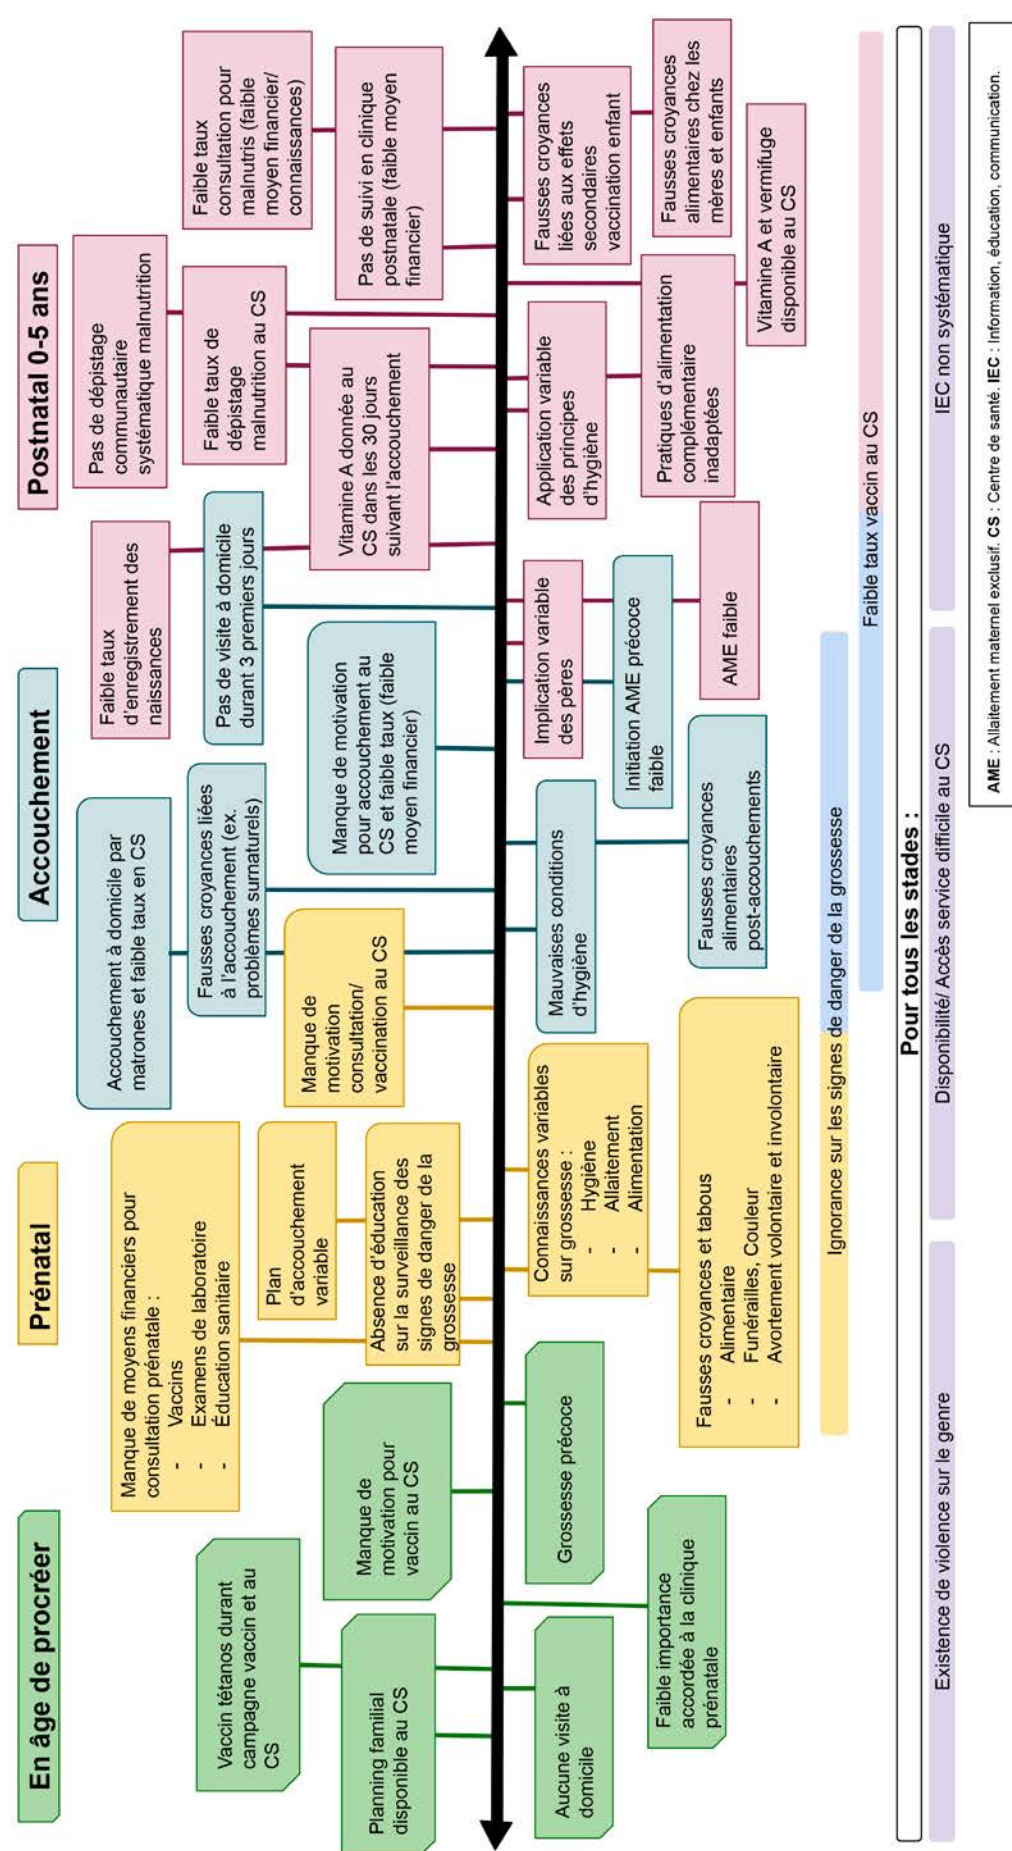 En âge de procréer
Prénatal
Accouchement
Postnatal 0-5 ans
Vaccin tétanos durant
campagne vaccin et au
CS
Planning familial
disponible au CS
Manque de
motivation pour
vaccin au CS
Manque de moyens financiers pour
consultation prénatale :
- Vaccins
- Examens de laboratoire
- Éducation sanitaire
Plan
d'accouchement
variable
Absence d'éducation
sur la surveillance des
signes de danger de la
grossesse
Accouchement à domicile par
matrones et faible taux en CS
Fausses croyances liées
à l'accouchement (ex.
problèmes surnaturels)
Manque de
motivation
consultation/
vaccination au CS
Manque de motivation
pour accouchement au
CS et faible taux (faible
moyen financier)
Faible taux
d'enregistrement des
naissances
Pas de visite à domicile
durant 3 premiers jours
Pas de dépistage
communautaire
systématique malnutrition
Faible taux de
dépistage
malnutrition au CS
Vitamine A donnée au
CS dans les 30 jours
suivant l'accouchement
Faible taux
consultation pour
malnutris (faible
moyen financier/
connaissances)
Pas de suivi en clinique
postnatale (faible moyen
financier)
Aucune visite à
domicile
Faible importance
accordée à la clinique
prénatale
Grossesse précoce
Connaissances variables
sur grossesse :
- Hygiène
- Allaitement
- Alimentation
Fausses croyances et tabous
- Alimentaire
- Funérailles, Couleur
- Avortement volontaire et involontaire
Mauvaises conditions
d'hygiène
Fausses croyances
alimentaires
post-accouchements
Implication variable
des pères
Initiation AME précoce
faible
AME faible
Application variable
des principes
d'hygiène
Pratiques d'alimentation
complémentaire
inadaptées
Fausses croyances
liées aux effets
secondaires
vaccination enfant
Fausses croyances
alimentaires chez les
mères et enfants
Vitamine A et vermifuge
disponible au CS
Ignorance sur les signes de danger de la grossesse
Faible taux vaccin au CS
Pour tous les stades :
Existence de violence sur le genre
Disponibilité/ Accès service difficile au CS
IEC non systématique
AME : Allaitement maternel exclusif. CS : Centre de santé. IEC : Information, éducation, communication.